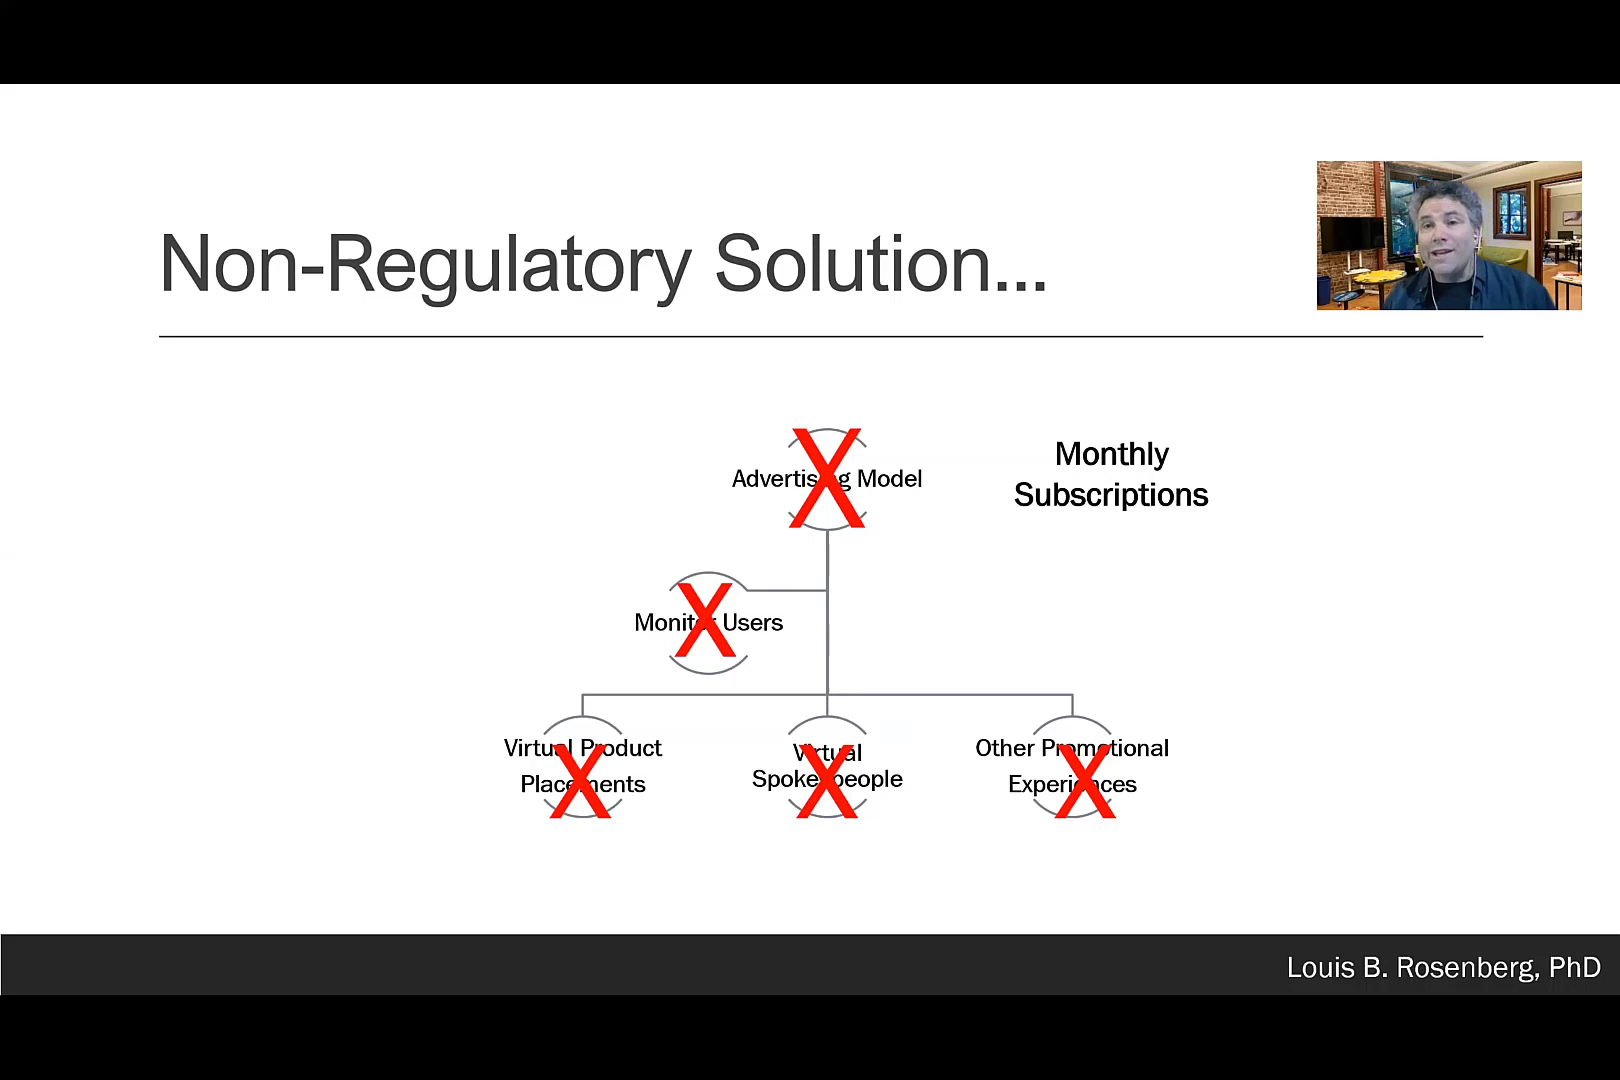 Non-Regulatory Solution...
Advertising Model
Monthly
Subscriptions
Monitor Users
Virtual Product
Placements
Virtual
Spokespeople
Other Promotional
Experiences
X
X
X
X
X
Louis B. Rosenberg, PhD